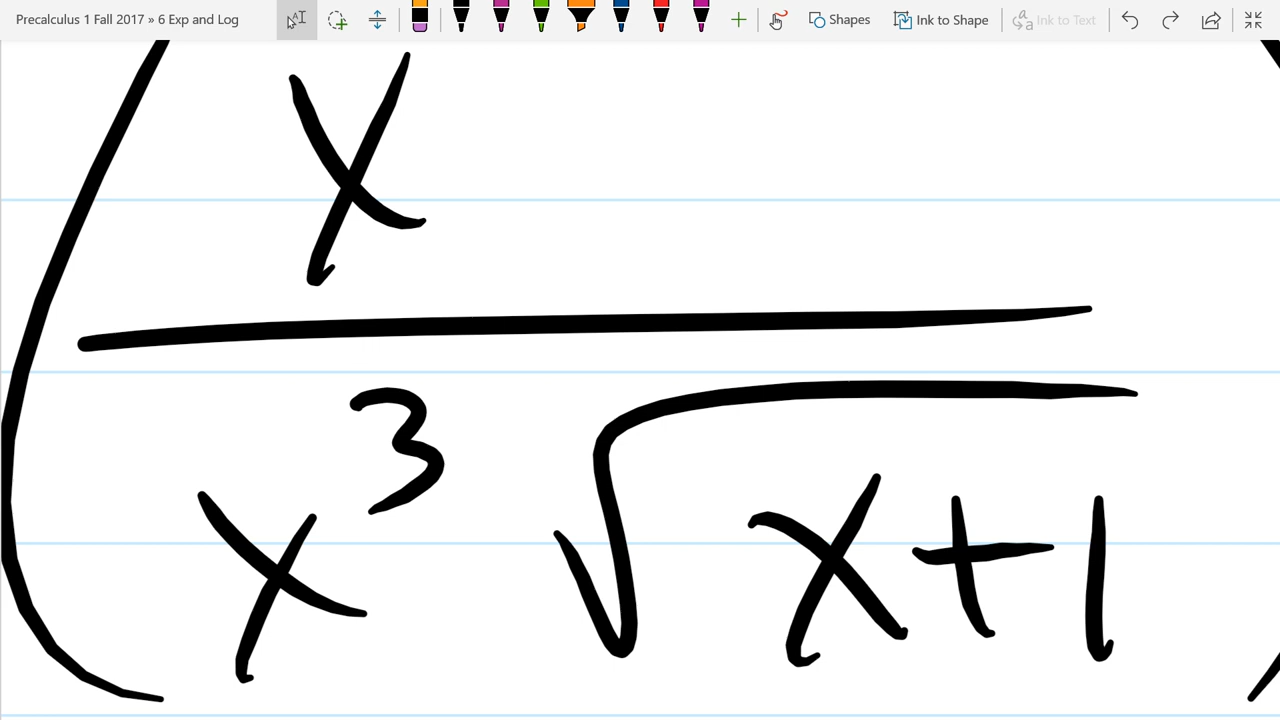 Precalculus 1 Fall 2017 » 6 Exp and Log Shapes Ink to Shape Ink to Text
( x / (x³ √(x+1)) )